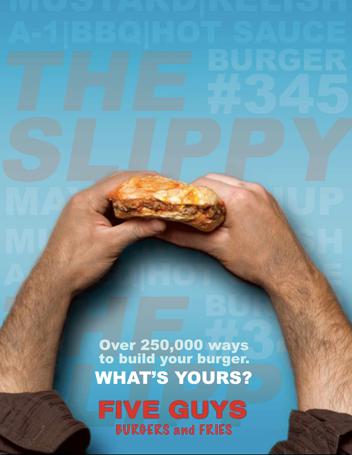 MUSTARD|RELISH
A-1|BBQ|HOT SAUCE
THE
BURGER
#345
SLIPPY
Over 250,000 ways
to build your burger.
WHAT'S YOURS?
FIVE GUYS
BURGERS and FRIES